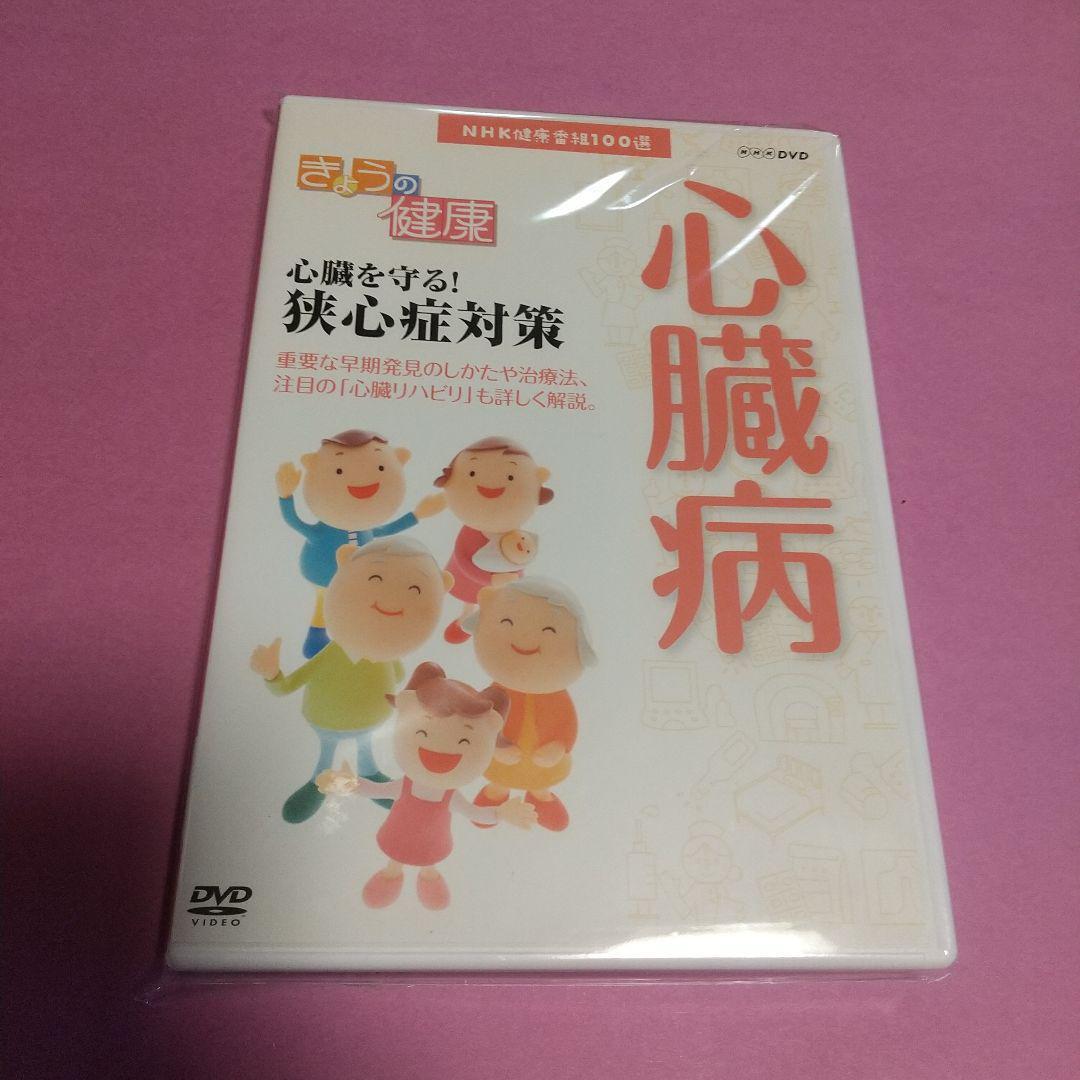 NHK健康番組100選
NHK DVD
きょうの
健康
心臓を守る!
狭心症対策
重要な早期発見のしかたや治療法、
注目の「心臓リハビリ」も詳しく解説。
心臓病
DVD
VIDEO